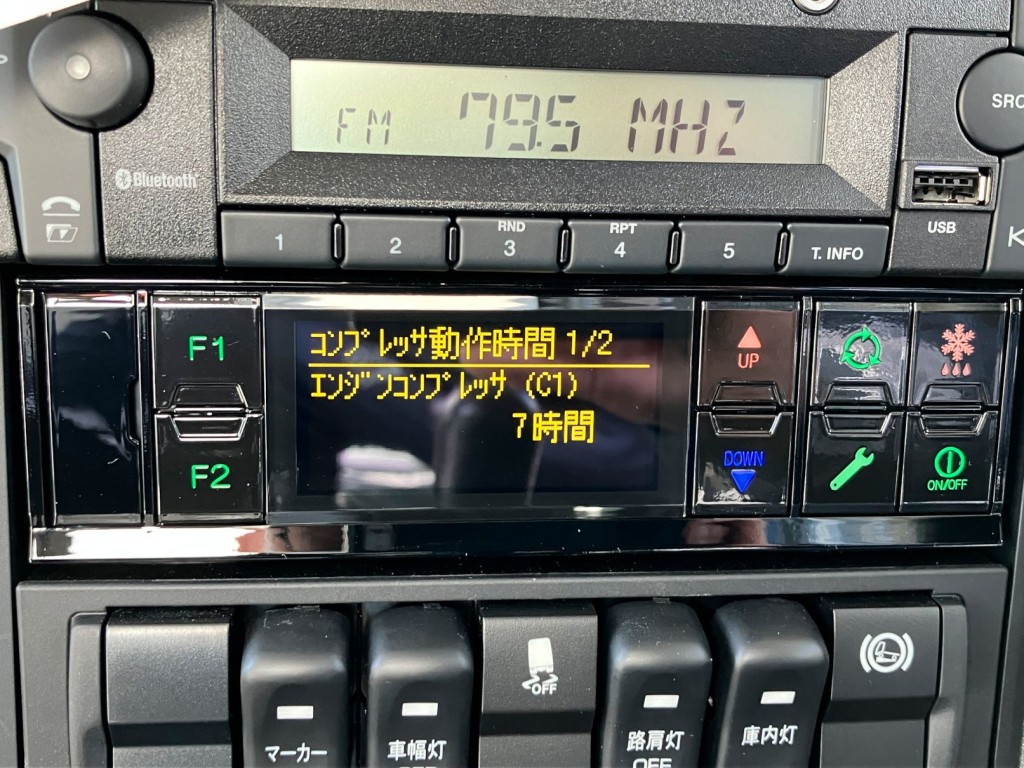 FM 79.5 MHZ
SRC
Bluetooth
USB
1
2
RND
3
RPT
4
5
T. INFO
F1
コンプレッサ動作時間 1/2
エンジンコンプレッサ (C1)
7時間
F2
UP
DOWN
ON/OFF
OFF
マーカー
車幅灯
路肩灯
OFF
庫内灯